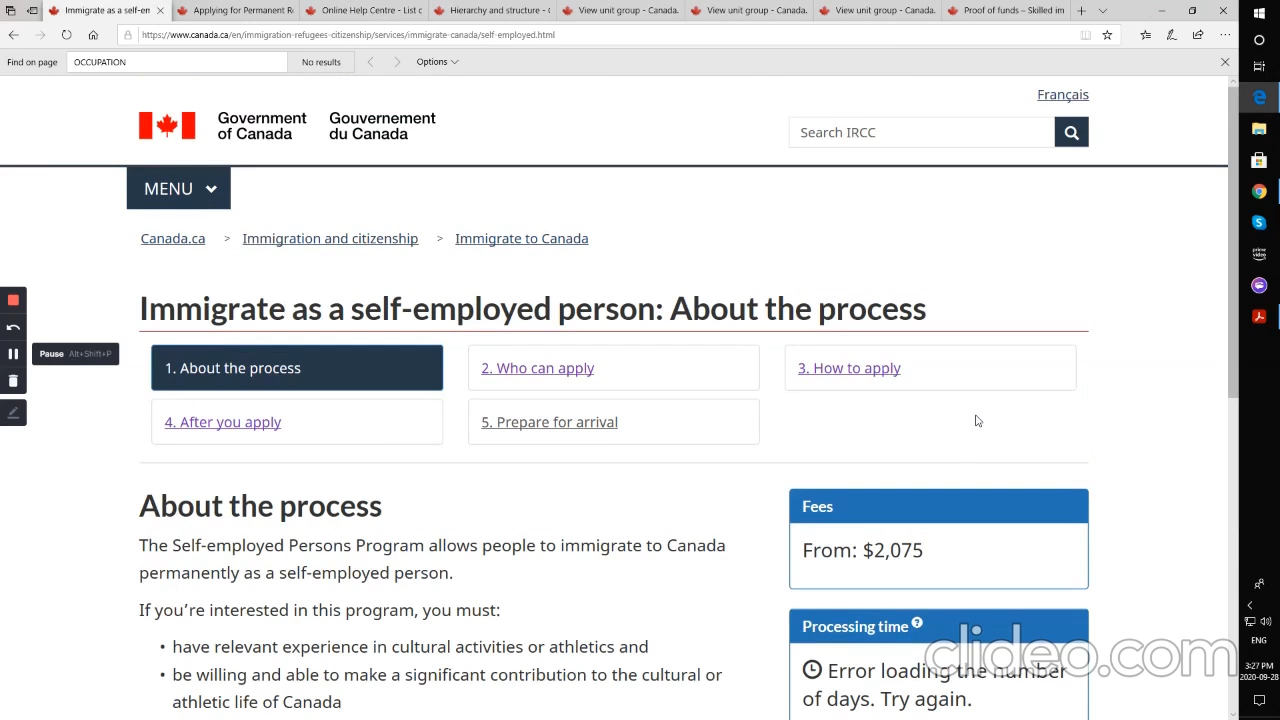 Immigrate as a self-em
Applying for Permanent R
Online Help Centre - List c
Hierarchy and structure - (
View unit group - Canada.
View unit group - Canada.
View unit group - Canada.
Proof of funds – Skilled im
https://www.canada.ca/en/immigration-refugees-citizenship/services/immigrate-canada/self-employed.html
Find on page OCCUPATION No results Options
Français
Government of Canada
Gouvernement du Canada
Search IRCC
MENU
Canada.ca > Immigration and citizenship > Immigrate to Canada
Immigrate as a self-employed person: About the process
Pause Alt+Shift+P
1. About the process
2. Who can apply
3. How to apply
4. After you apply
5. Prepare for arrival
About the process
The Self-employed Persons Program allows people to immigrate to Canada
permanently as a self-employed person.
If you’re interested in this program, you must:
• have relevant experience in cultural activities or athletics and
• be willing and able to make a significant contribution to the cultural or
athletic life of Canada
Fees
From: $2,075
Processing time
Error loading the number
of days. Try again.
clideo.com
prime video
ENG
3:27 PM
2020-09-28